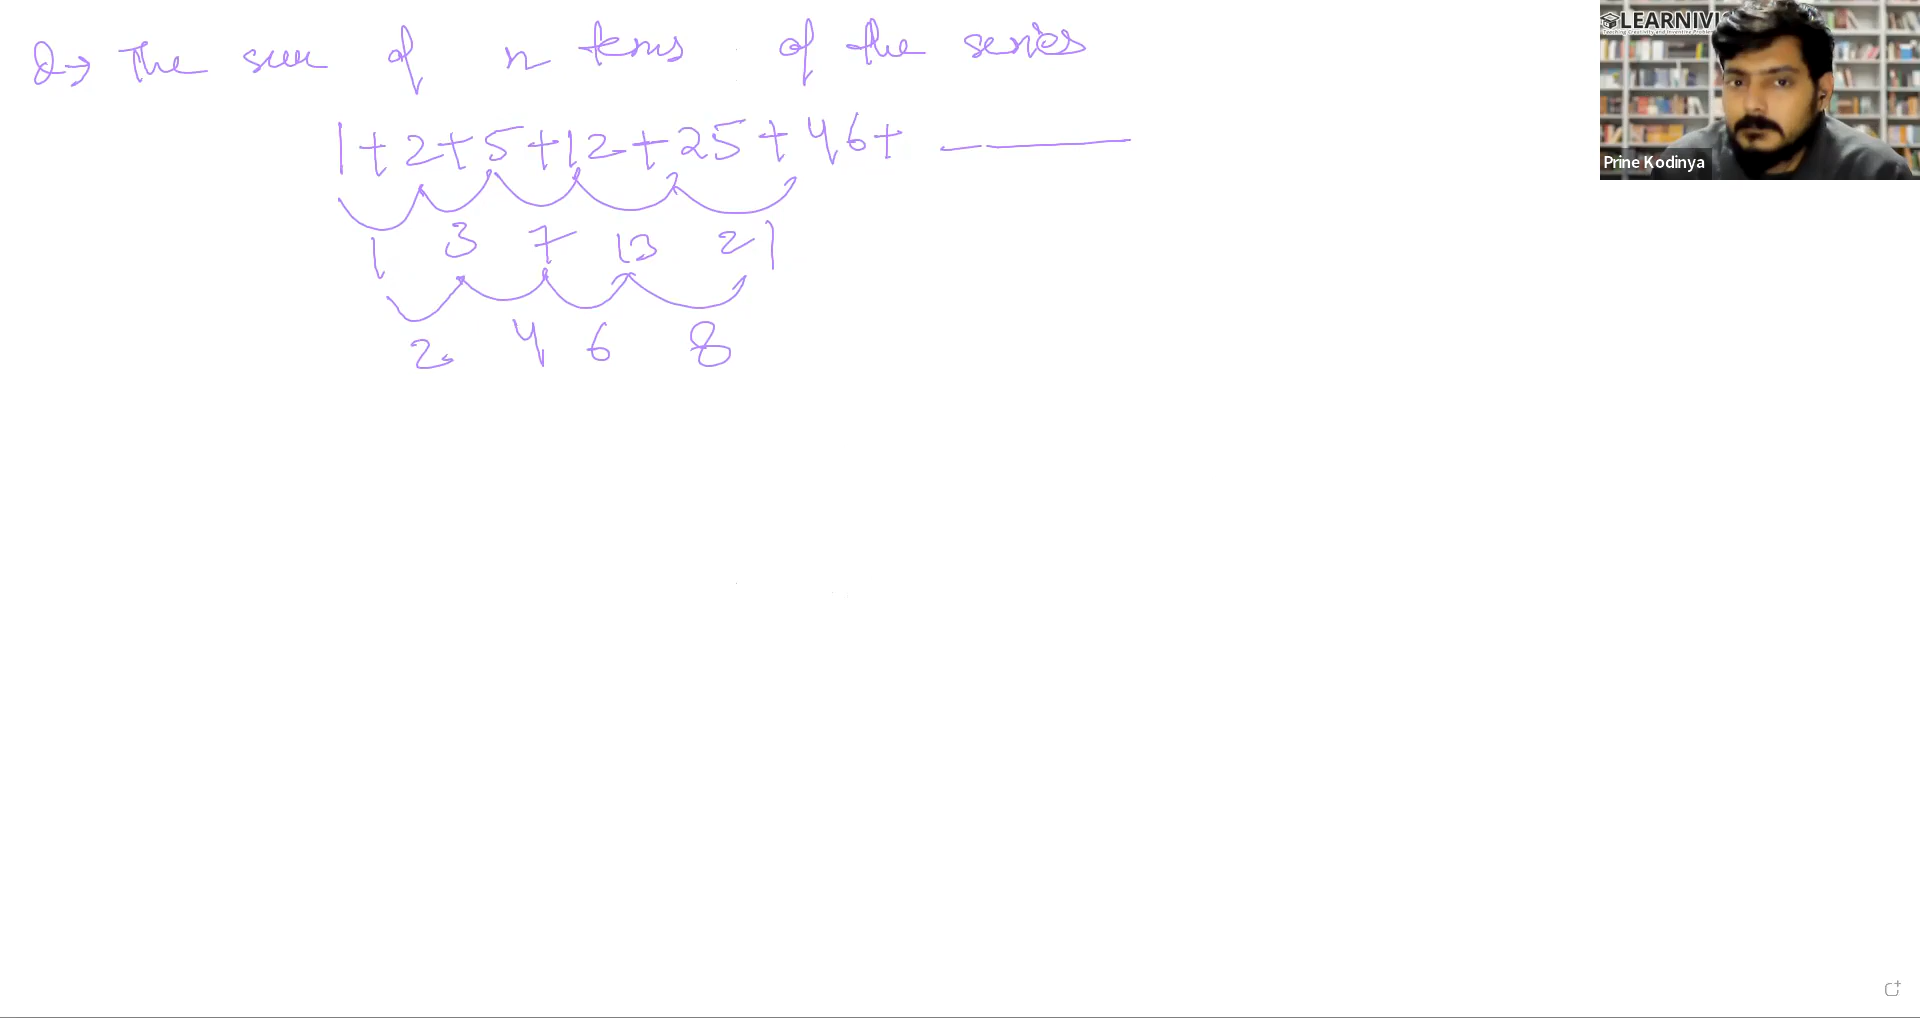 Q→ The sum of n terms of the series
1+2+5+12+25+46+ ———
1 3 7 13 21
2 4 6 8
LEARNIVI
Prine Kodinya